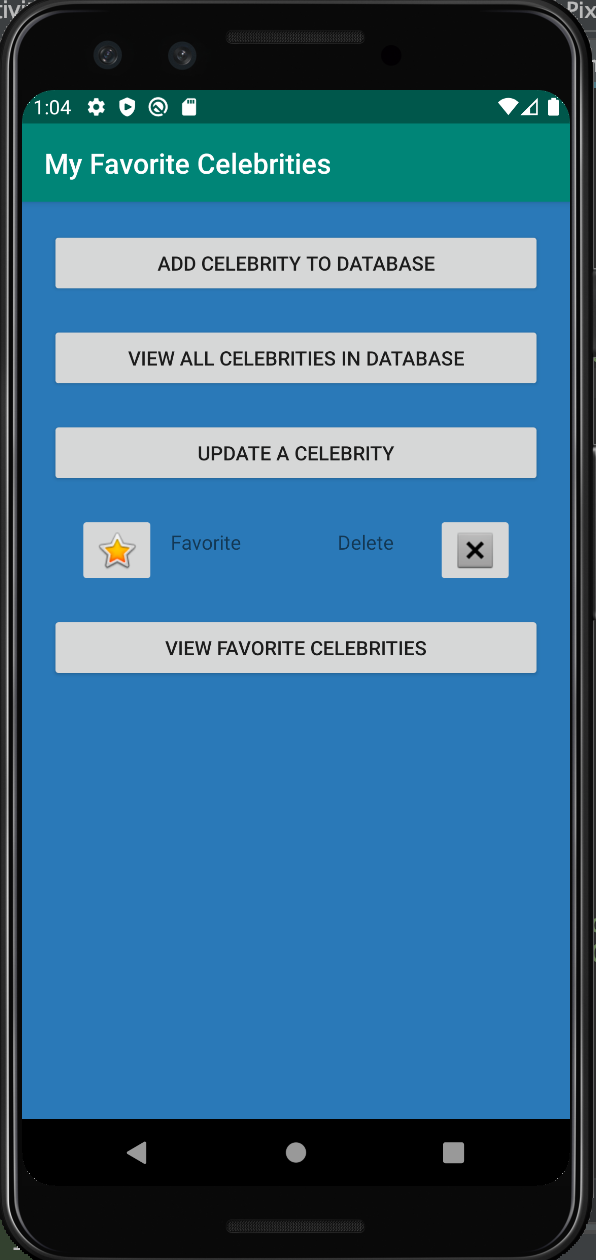 Pix
1:04
My Favorite Celebrities
ADD CELEBRITY TO DATABASE
VIEW ALL CELEBRITIES IN DATABASE
UPDATE A CELEBRITY
Favorite Delete
VIEW FAVORITE CELEBRITIES